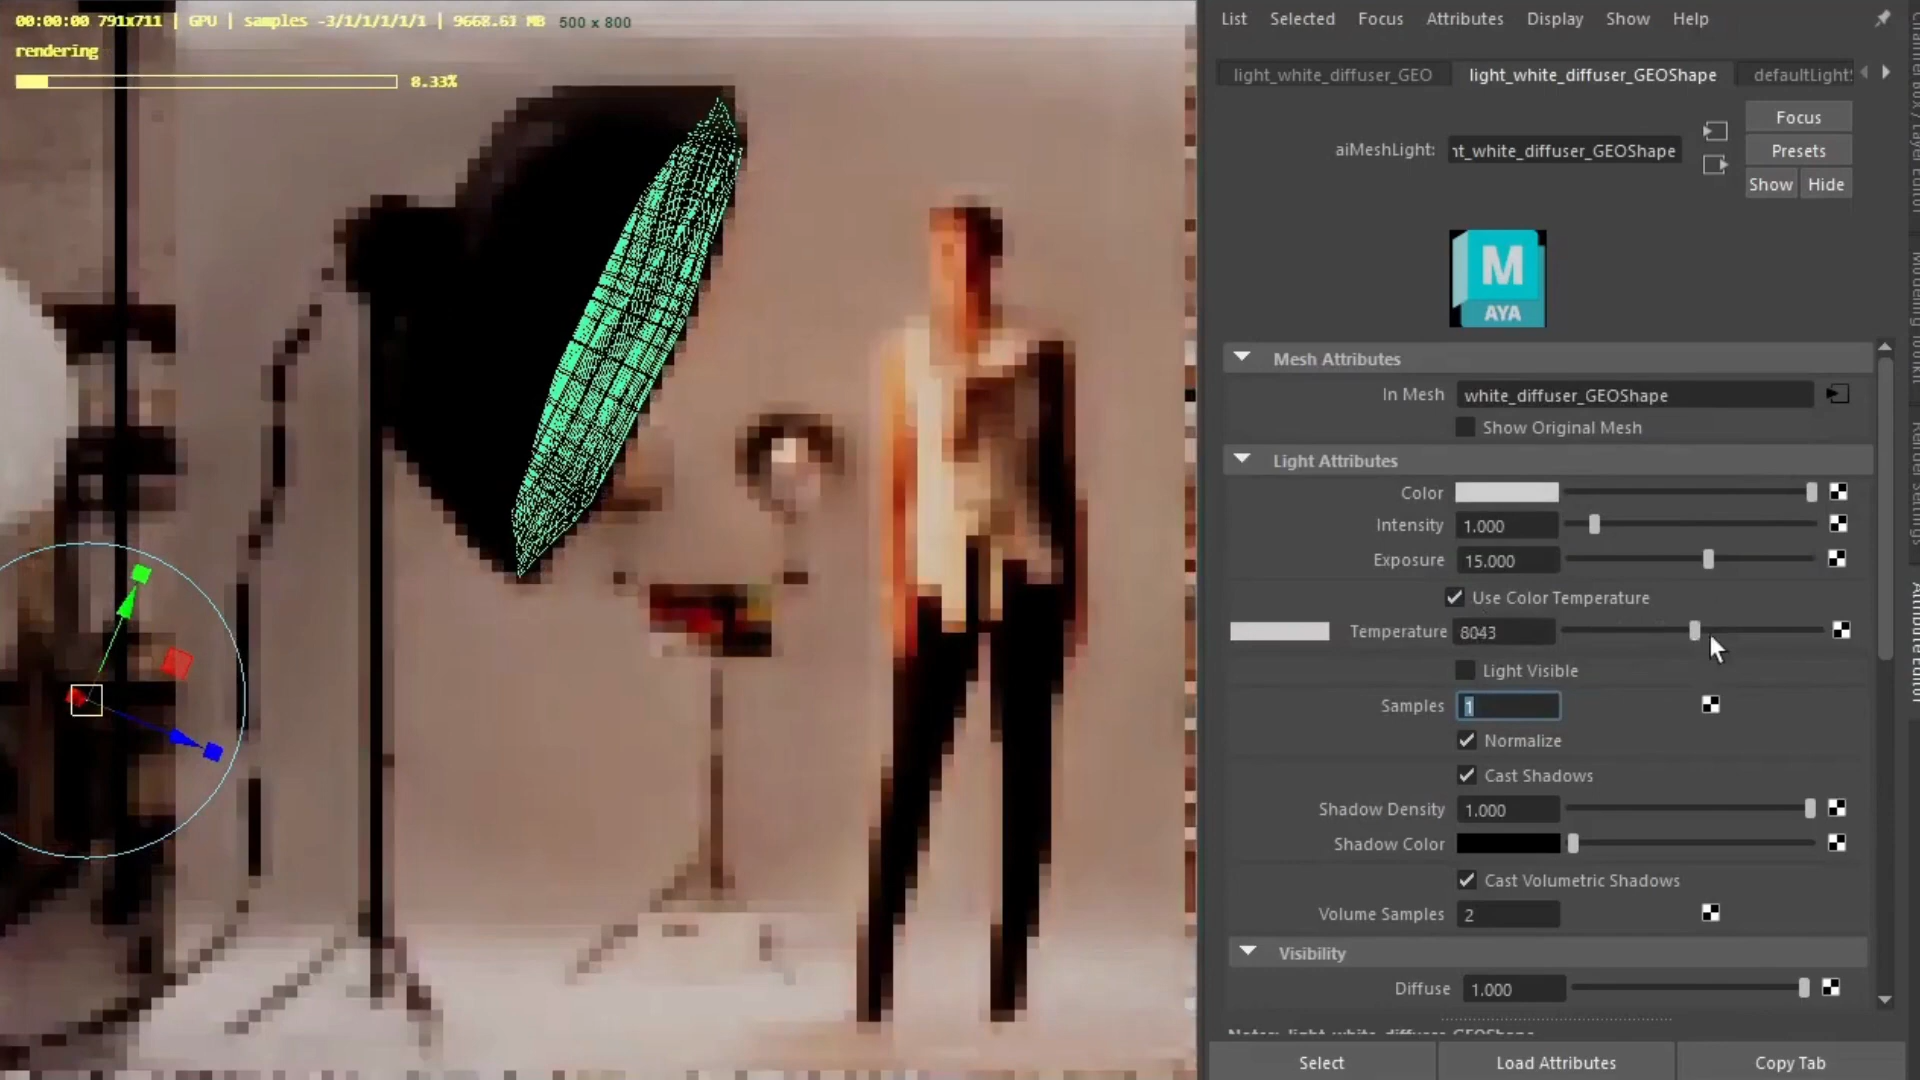 00:00:00 791x711 | GPU | samples -3/1/1/1/1/1 | 9668.61 MB 500 x 800
rendering
8.33%
List Selected Focus Attributes Display Show Help
light_white_diffuser_GEO light_white_diffuser_GEOShape defaultLight
aiMeshLight: nt_white_diffuser_GEOShape
Focus
Presets
Show Hide
M
AYA
Mesh Attributes
In Mesh white_diffuser_GEOShape
Show Original Mesh
Light Attributes
Color
Intensity 1.000
Exposure 15.000
Use Color Temperature
Temperature 8043
Light Visible
Samples 1
Normalize
Cast Shadows
Shadow Density 1.000
Shadow Color
Cast Volumetric Shadows
Volume Samples 2
Visibility
Diffuse 1.000
Select Load Attributes Copy Tab
Attribute Editor